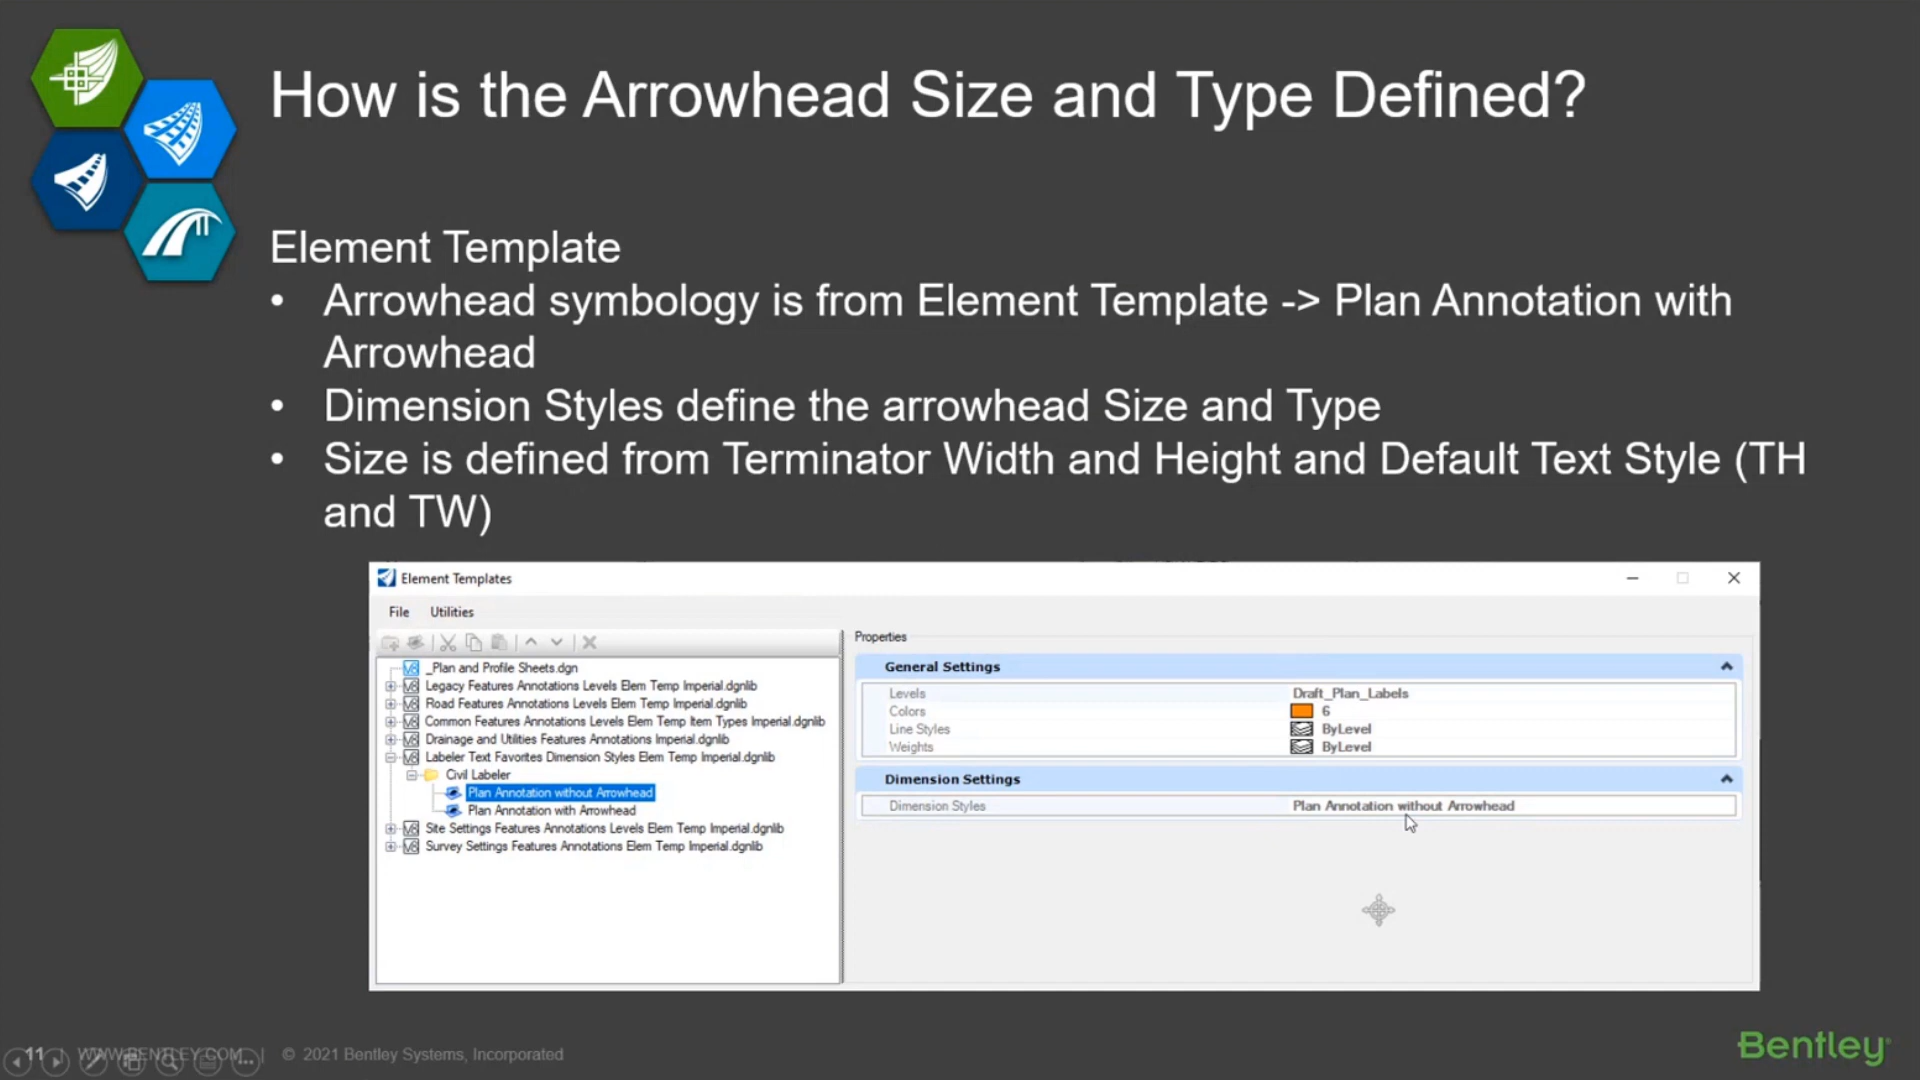 How is the Arrowhead Size and Type Defined?
Element Template
• Arrowhead symbology is from Element Template -> Plan Annotation with
Arrowhead
• Dimension Styles define the arrowhead Size and Type
• Size is defined from Terminator Width and Height and Default Text Style (TH
and TW)
Element Templates
File Utilities
_Plan and Profile Sheets.dgn
Legacy Features Annotations Levels Elem Temp Imperial.dgnlib
Road Features Annotations Levels Elem Temp Imperial.dgnlib
Common Features Annotations Levels Elem Temp Item Types Imperial.dgnlib
Drainage and Utilities Features Annotations Imperial.dgnlib
Labeler Text Favorites Dimension Styles Elem Temp Imperial.dgnlib
Civil Labeler
Plan Annotation without Arrowhead
Plan Annotation with Arrowhead
Site Settings Features Annotations Levels Elem Temp Imperial.dgnlib
Survey Settings Features Annotations Elem Temp Imperial.dgnlib
Properties
General Settings
Levels Draft_Plan_Labels
Colors 6
Line Styles ByLevel
Weights ByLevel
Dimension Settings
Dimension Styles Plan Annotation without Arrowhead
11 | WWW.BENTLEY.COM | © 2021 Bentley Systems, Incorporated
Bentley